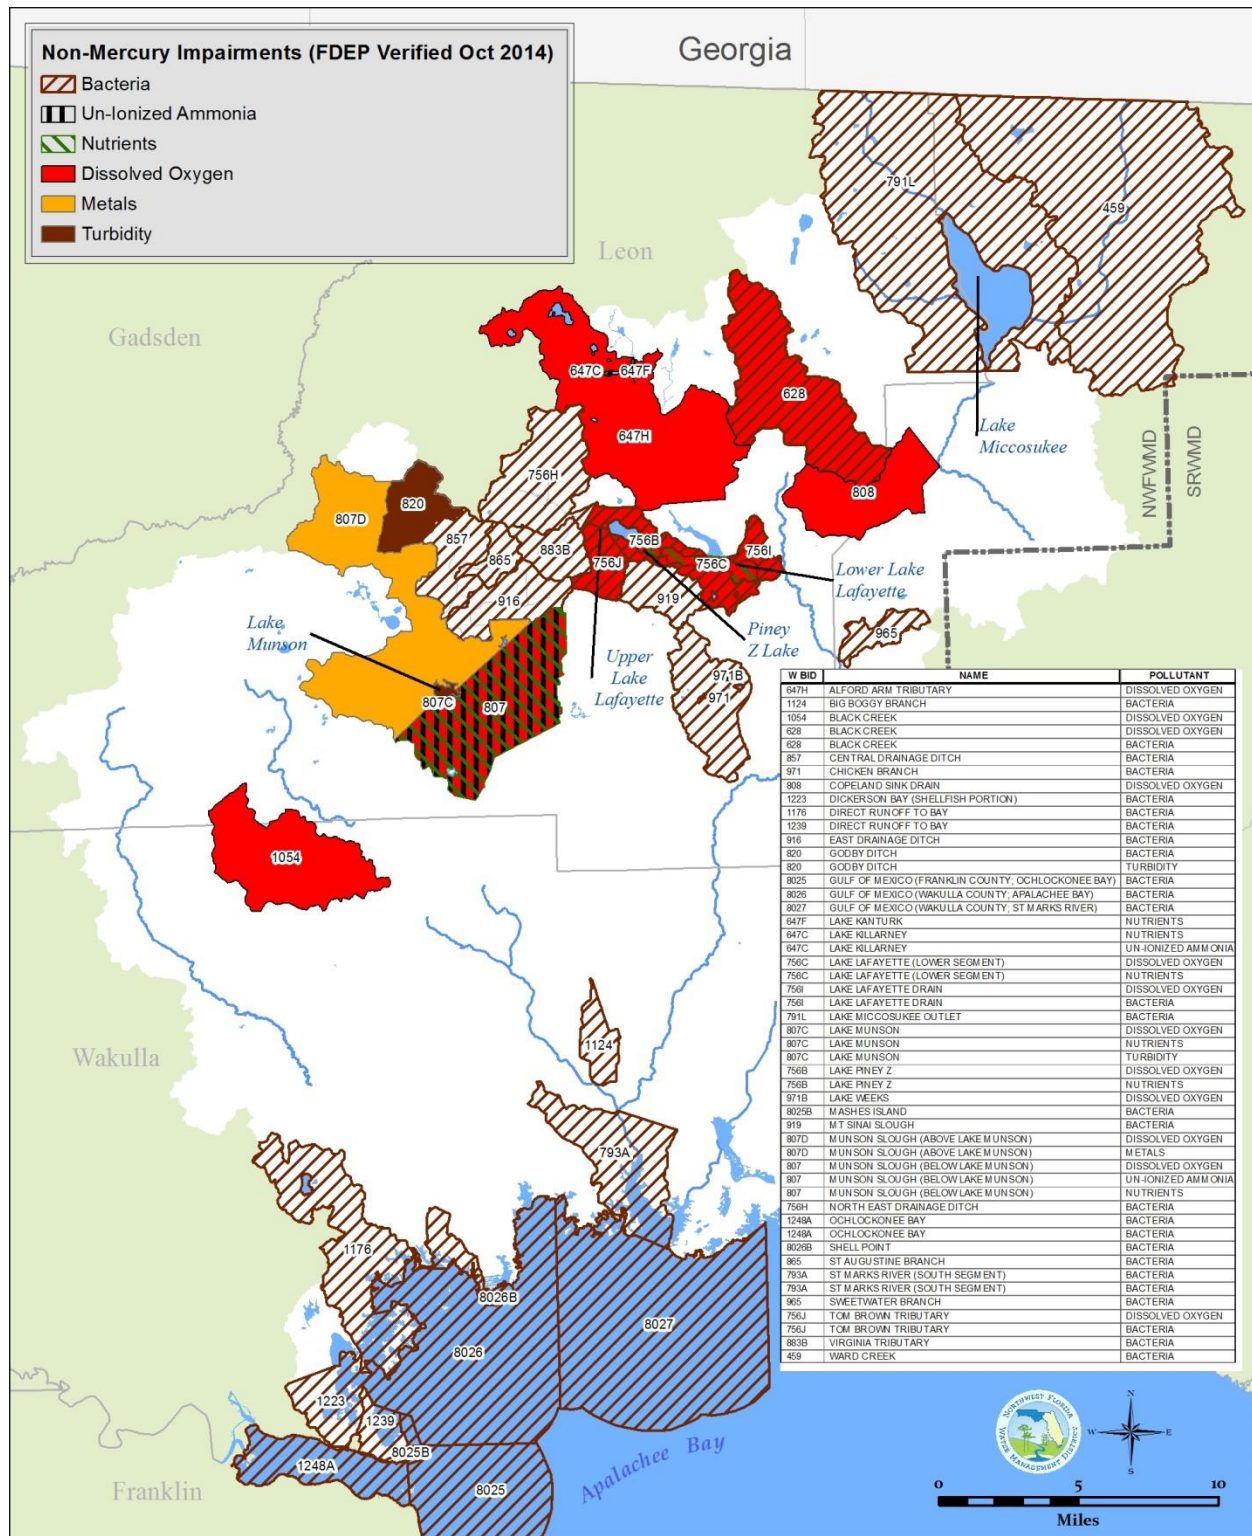 Non-Mercury Impairments (FDEP Verified Oct 2014)
Bacteria
Un-Ionized Ammonia
Nutrients
Dissolved Oxygen
Metals
Turbidity
Georgia
791L
459
Leon
Gadsden
647C
647F
628
Lake
Miccosukee
647H
NWFWMD
SRWMD
756H
808
820
807D
857
883B
756B
756I
865
756J
756C
Lower Lake
Lafayette
916
919
Lake
Munson
965
Piney
Z Lake
Upper
Lake
Lafayette
971B
971
807C
807
1054
1124
Wakulla
793A
1176
8026B
8027
8026
1223
1239
8025B
1248A
8025
Franklin
Apalachee Bay
W BID NAME POLLUTANT
647H ALFORD ARM TRIBUTARY DISSOLVED OXYGEN
1124 BIG BOGGY BRANCH BACTERIA
1054 BLACK CREEK DISSOLVED OXYGEN
628 BLACK CREEK DISSOLVED OXYGEN
628 BLACK CREEK BACTERIA
857 CENTRAL DRAINAGE DITCH BACTERIA
971 CHICKEN BRANCH BACTERIA
808 COPELAND SINK DRAIN DISSOLVED OXYGEN
1223 DICKERSON BAY (SHELLFISH PORTION) BACTERIA
1176 DIRECT RUNOFF TO BAY BACTERIA
1239 DIRECT RUNOFF TO BAY BACTERIA
916 EAST DRAINAGE DITCH BACTERIA
820 GODBY DITCH BACTERIA
820 GODBY DITCH TURBIDITY
8025 GULF OF MEXICO (FRANKLIN COUNTY; OCHLOCKONEE BAY) BACTERIA
8026 GULF OF MEXICO (WAKULLA COUNTY; APALACHEE BAY) BACTERIA
8027 GULF OF MEXICO (WAKULLA COUNTY; ST MARKS RIVER) BACTERIA
647F LAKE KANTURK NUTRIENTS
647C LAKE KILLARNEY NUTRIENTS
647C LAKE KILLARNEY UN-IONIZED AMMONIA
756C LAKE LAFAYETTE (LOWER SEGMENT) DISSOLVED OXYGEN
756C LAKE LAFAYETTE (LOWER SEGMENT) NUTRIENTS
756I LAKE LAFAYETTE DRAIN DISSOLVED OXYGEN
756I LAKE LAFAYETTE DRAIN BACTERIA
791L LAKE MICCOSUKEE OUTLET BACTERIA
807C LAKE MUNSON DISSOLVED OXYGEN
807C LAKE MUNSON NUTRIENTS
807C LAKE MUNSON TURBIDITY
756B LAKE PINEY Z DISSOLVED OXYGEN
756B LAKE PINEY Z NUTRIENTS
971B LAKE WEEKS DISSOLVED OXYGEN
8025B MASHES ISLAND BACTERIA
919 MT SINAI SLOUGH BACTERIA
807D MUNSON SLOUGH (ABOVE LAKE MUNSON) DISSOLVED OXYGEN
807D MUNSON SLOUGH (ABOVE LAKE MUNSON) METALS
807 MUNSON SLOUGH (BELOW LAKE MUNSON) DISSOLVED OXYGEN
807 MUNSON SLOUGH (BELOW LAKE MUNSON) UN-IONIZED AMMONIA
807 MUNSON SLOUGH (BELOW LAKE MUNSON) NUTRIENTS
756H NORTH EAST DRAINAGE DITCH BACTERIA
1248A OCHLOCKONEE BAY BACTERIA
1248A OCHLOCKONEE BAY BACTERIA
8026B SHELL POINT BACTERIA
865 ST AUGUSTINE BRANCH BACTERIA
793A ST MARKS RIVER (SOUTH SEGMENT) BACTERIA
793A ST MARKS RIVER (SOUTH SEGMENT) BACTERIA
965 SWEETWATER BRANCH BACTERIA
756J TOM BROWN TRIBUTARY DISSOLVED OXYGEN
756J TOM BROWN TRIBUTARY BACTERIA
883B VIRGINIA TRIBUTARY BACTERIA
459 WARD CREEK BACTERIA
NORTHWEST FLORIDA
WATER MANAGEMENT DISTRICT
N
W E
S
0 5 10
Miles